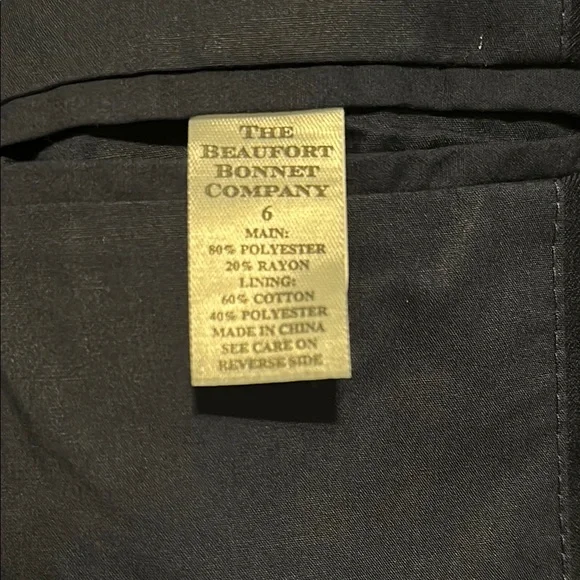 THE
BEAUFORT
BONNET
COMPANY
6
MAIN:
80% POLYESTER
20% RAYON
LINING:
60% COTTON
40% POLYESTER
MADE IN CHINA
SEE CARE ON
REVERSE SIDE